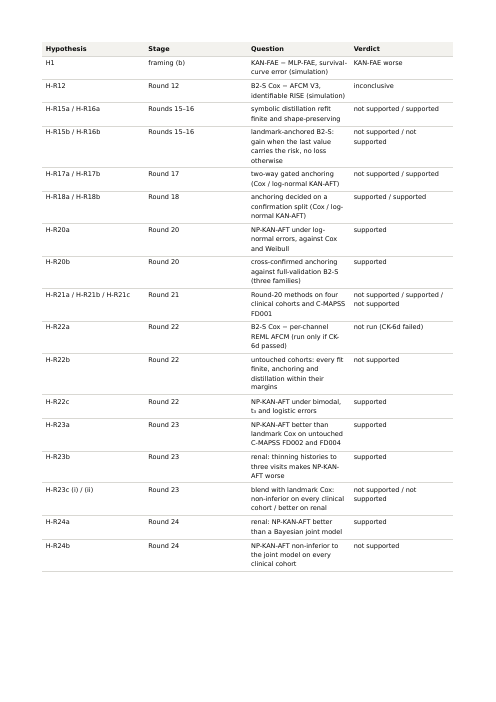 Hypothesis Stage Question Verdict
H1 framing (b) KAN-FAE − MLP-FAE, survival- KAN-FAE worse
curve error (simulation)
H-R12 Round 12 B2-S Cox − AFCM V3, inconclusive
identifiable RISE (simulation)
H-R15a / H-R16a Rounds 15–16 symbolic distillation refit not supported / supported
finite and shape-preserving
H-R15b / H-R16b Rounds 15–16 landmark-anchored B2-S: not supported / not
gain when the last value supported
carries the risk, no loss
otherwise
H-R17a / H-R17b Round 17 two-way gated anchoring not supported / supported
(Cox / log-normal KAN-AFT)
H-R18a / H-R18b Round 18 anchoring decided on a supported / supported
confirmation split (Cox / log-
normal KAN-AFT)
H-R20a Round 20 NP-KAN-AFT under log- supported
normal errors, against Cox
and Weibull
H-R20b Round 20 cross-confirmed anchoring supported
against full-validation B2-S
(three families)
H-R21a / H-R21b / H-R21c Round 21 Round-20 methods on four not supported / supported /
clinical cohorts and C-MAPSS not supported
FD001
H-R22a Round 22 B2-S Cox − per-channel not run (CK-6d failed)
REML AFCM (run only if CK-
6d passed)
H-R22b Round 22 untouched cohorts: every fit supported
finite, anchoring and
distillation within their
margins
H-R22c Round 22 NP-KAN-AFT under bimodal, supported
and logistic errors
H-R23a Round 23 NP-KAN-AFT better than supported
landmark Cox on untouched
C-MAPSS FD002 and FD004
H-R23b Round 23 renal: thinning histories to supported
three visits makes NP-KAN-
AFT worse
H-R23c (i) / (ii) Round 23 blend with landmark Cox: not supported / not
non-inferior on every clinical supported
cohort / better on renal
H-R24a Round 24 renal: NP-KAN-AFT better supported
than a Bayesian joint model
H-R24b Round 24 NP-KAN-AFT non-inferior to not supported
the joint model on every
clinical cohort